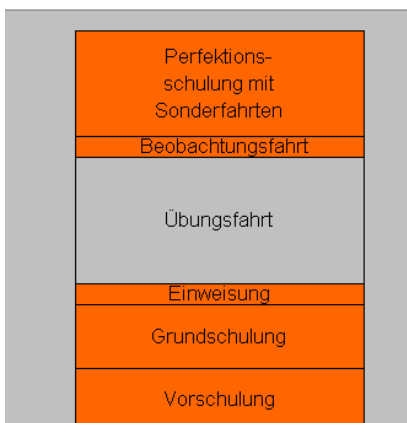 Perfektions-
schulung mit
Sonderfahrten
Beobachtungsfahrt
Übungsfahrt
Einweisung
Grundschulung
Vorschulung